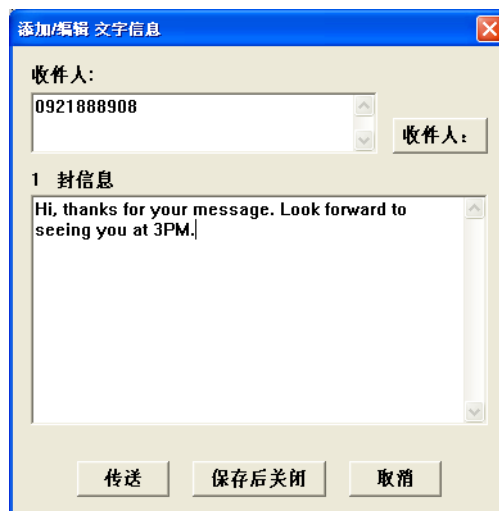 添加/编辑 文字信息
收件人:
0921888908
收件人：
1 封信息
Hi, thanks for your message. Look forward to
seeing you at 3PM.
传送
保存后关闭
取消